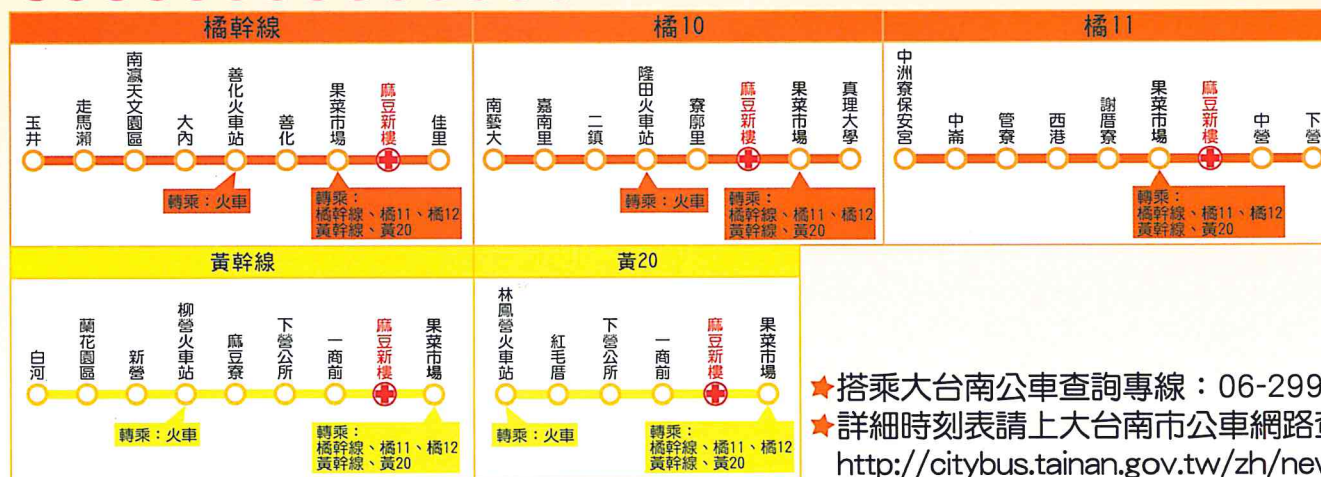 橘幹線
玉井
走馬瀨
南瀛天文園區
大內
善化火車站
善化
果菜市場
麻豆新樓
佳里
轉乘：火車
轉乘：
橘幹線、橘11、橘12
黃幹線、黃20
橘10
南藝大
嘉南里
二鎮
隆田火車站
寮廍里
麻豆新樓
果菜市場
真理大學
轉乘：火車
轉乘：
橘幹線、橘11、橘12
黃幹線、黃20
橘11
中洲寮保安宮
中崙
管寮
西港
謝厝寮
果菜市場
麻豆新樓
中營
下營
轉乘：
橘幹線、橘11、橘12
黃幹線、黃20
黃幹線
白河
蘭花園區
新營
柳營火車站
麻豆寮
下營公所
一商前
麻豆新樓
果菜市場
轉乘：火車
轉乘：
橘幹線、橘11、橘12
黃幹線、黃20
黃20
林鳳營火車站
紅毛厝
下營公所
一商前
麻豆新樓
果菜市場
轉乘：火車
轉乘：
橘幹線、橘11、橘12
黃幹線、黃20
搭乘大台南公車查詢專線：06-299
詳細時刻表請上大台南市公車網路查
http://citybus.tainan.gov.tw/zh/nev